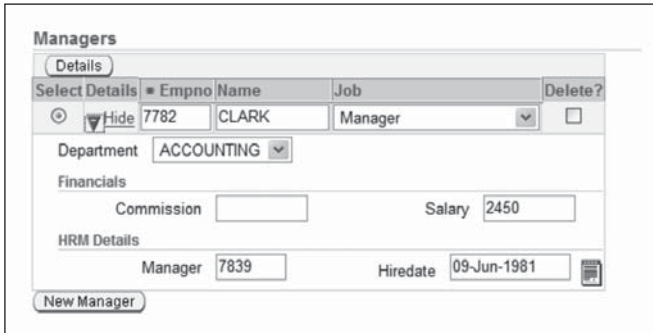 Managers
Details
Select Details Empno Name Job Delete?
Hide 7782 CLARK Manager
Department ACCOUNTING
Financials
Commission Salary 2450
HRM Details
Manager 7839 Hiredate 09-Jun-1981
New Manager